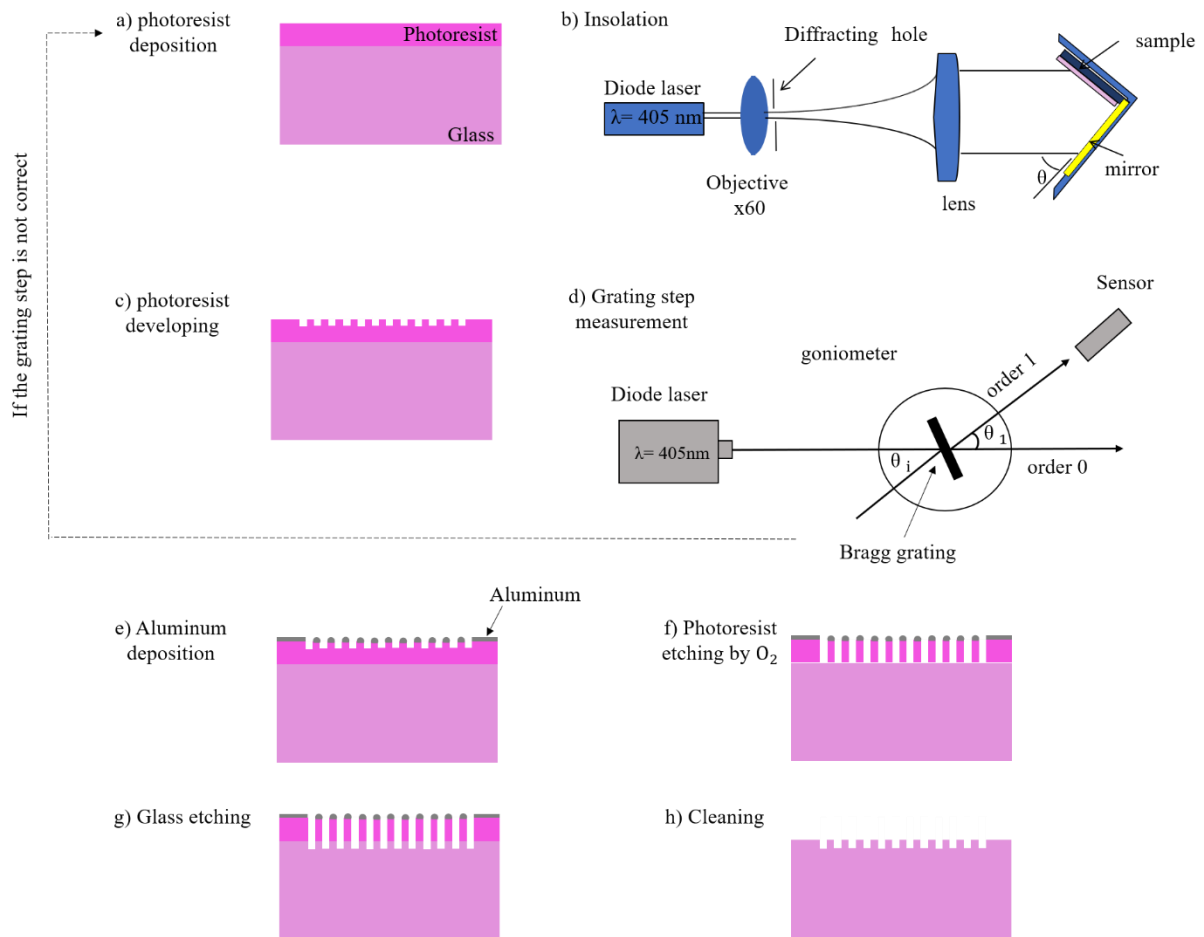 a) photoresist
deposition
Photoresist
Glass
b) Insolation
Diffracting hole
sample
Diode laser
λ= 405 nm
Objective
x60
lens
θ
mirror
If the grating step is not correct
c) photoresist
developing
d) Grating step
measurement
Sensor
goniometer
order 1
Diode laser
λ= 405nm
θ i
θ 1
order 0
Bragg grating
Aluminum
e) Aluminum
deposition
f) Photoresist
etching by O₂
g) Glass etching
h) Cleaning